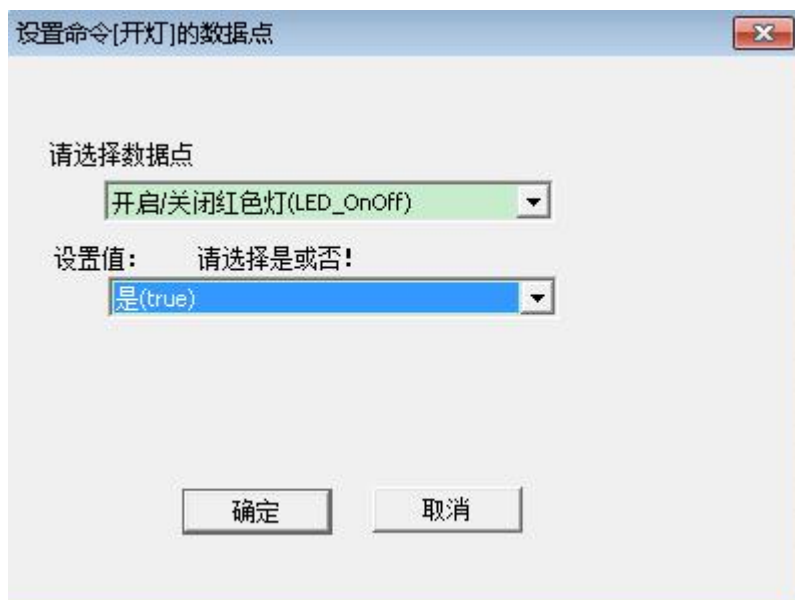 设置命令[开灯]的数据点
请选择数据点
开启/关闭红色灯(LED_OnOff)
设置值: 请选择是或否!
是(true)
确定 取消